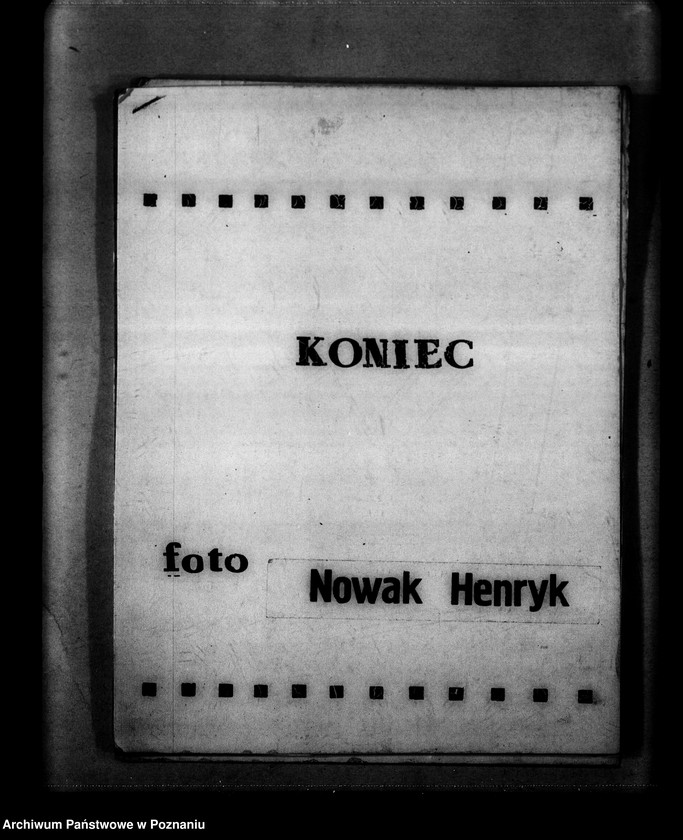 KONIEC
foto Nowak Henryk
Archiwum Państwowe w Poznaniu